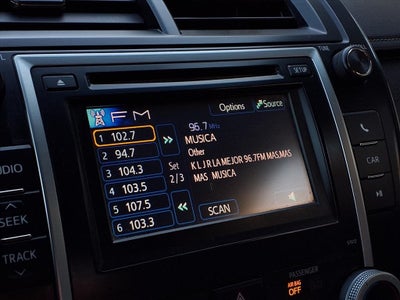 SETUP
TUNE
FM
Options
Source
96.7 MHz
1 102.7
MUSICA
2 94.7
Other
3 104.3
Set
K L J R LA MEJOR 96.7FM MAS.MAS
4 103.5
2/3
MAS MUSICA
5 107.5
6 103.3
SCAN
AUDIO
SEEK
TRACK
CAR
PASSENGER
AIR BAG
OFF